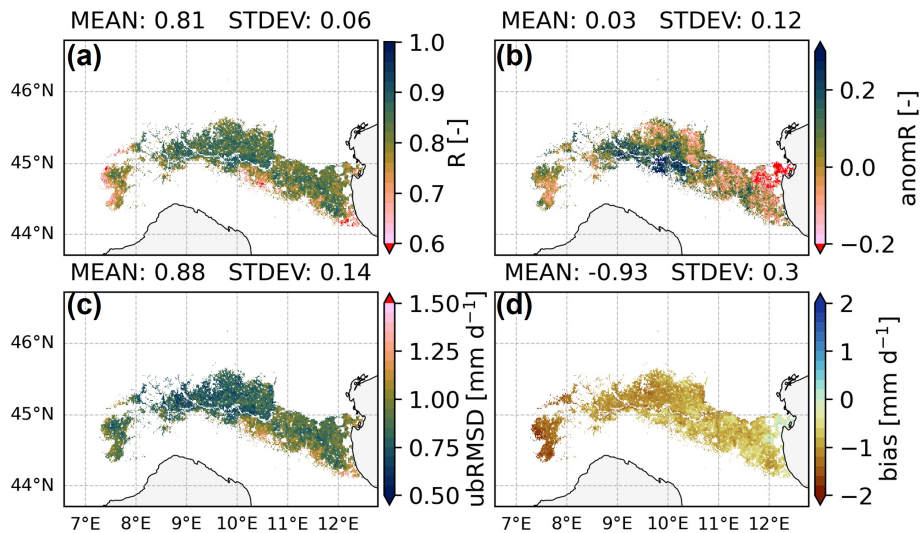 MEAN: 0.81 STDEV: 0.06
MEAN: 0.03 STDEV: 0.12
(a)
46°N
45°N
44°N
1.0
0.9
0.8
0.7
0.6
R [-]
(b)
0.2
0.0
−0.2
anomR [-]
MEAN: 0.88 STDEV: 0.14
MEAN: -0.93 STDEV: 0.3
(c)
46°N
45°N
44°N
7°E 8°E 9°E 10°E 11°E 12°E
1.50
1.25
1.00
0.75
0.50
ubRMSD [mm d⁻¹]
(d)
7°E 8°E 9°E 10°E 11°E 12°E
2
1
0
−1
−2
bias [mm d⁻¹]